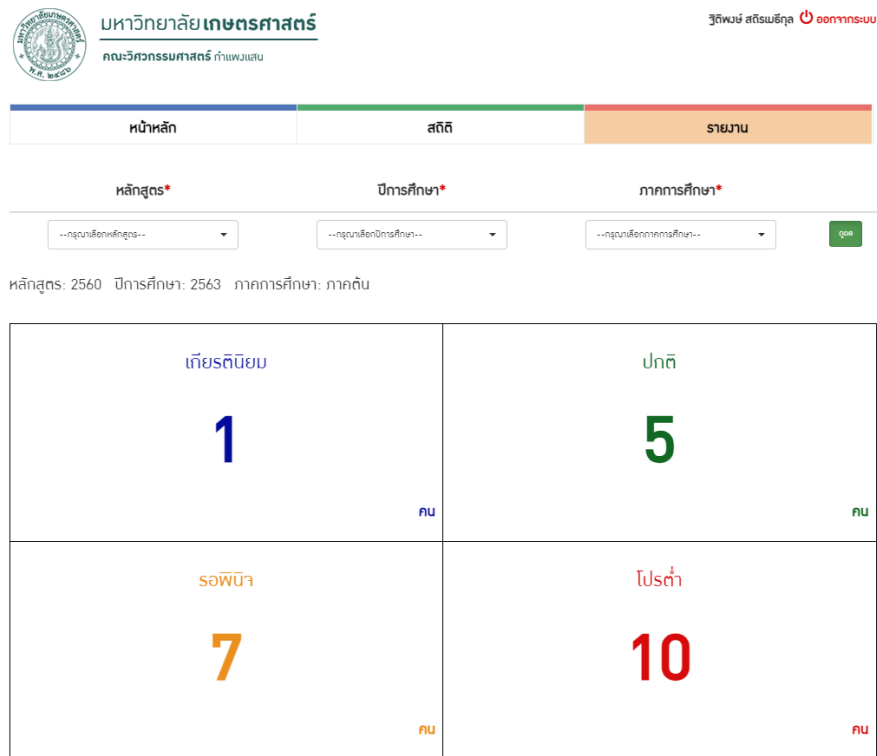 มหาวิทยาลัยเกษตรศาสตร์
คณะวิศวกรรมศาสตร์ กำแพงแสน
ฐิติพงษ์ สถิรเมธีกุล ออกจากระบบ
หน้าหลัก สถิติ รายงาน
หลักสูตร* ปีการศึกษา* ภาคการศึกษา*
--กรุณาเลือกหลักสูตร-- --กรุณาเลือกปีการศึกษา-- --กรุณาเลือกภาคการศึกษา-- ดูผล
หลักสูตร: 2560 ปีการศึกษา: 2563 ภาคการศึกษา: ภาคต้น
เกียรตินิยม
1
คน
ปกติ
5
คน
รอพินิจ
7
คน
โปรต่ำ
10
คน